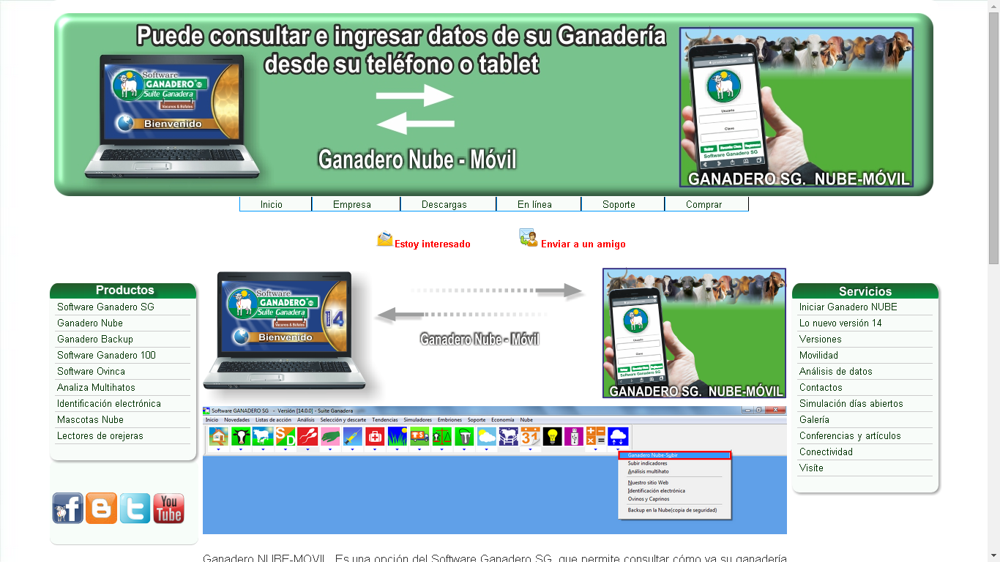 Puede consultar e ingresar datos de su Ganadería
desde su teléfono o tablet
Software
GANADERO SG
Suite Ganadera
Vacunos & Búfalos
Bienvenido
Ganadero Nube - Móvil
Usuario
Clave
Software Ganadero SG
GANADERO SG. NUBE-MÓVIL
Inicio
Empresa
Descargas
En línea
Soporte
Comprar
Estoy interesado
Enviar a un amigo
Productos
Software Ganadero SG
Ganadero Nube
Ganadero Backup
Software Ganadero 100
Software Ovinca
Analiza Multihatos
Identificación electrónica
Mascotas Nube
Lectores de orejeras
You
Tube
Software
GANADERO SG
Suite Ganadera
Vacunos & Búfalos
14
Bienvenido
Ganadero Nube - Móvil
Usuario
Clave
Software Ganadero SG
GANADERO SG. NUBE-MÓVIL
Software GANADERO SG - Versión [14.0.0] - Suite Ganadera
Inicio Novedades Listas de acción Análisis Selección y descarte Tendencias Simuladores Embriones Soporte Economía Nube
S D
T S
31
Ganadero Nube-Subir
Subir indicadores
Análisis multihato
Nuestro sitio Web
Identificación electrónica
Ovinos y Caprinos
Backup en la Nube(copia de seguridad)
Servicios
Iniciar Ganadero NUBE
Lo nuevo versión 14
Versiones
Movilidad
Análisis de datos
Contactos
Simulación días abiertos
Galería
Conferencias y artículos
Conectividad
Visíte
Ganadero NUBE-MOVIL. Es una opción del Software Ganadero SG, que permite consultar cómo va su ganadería